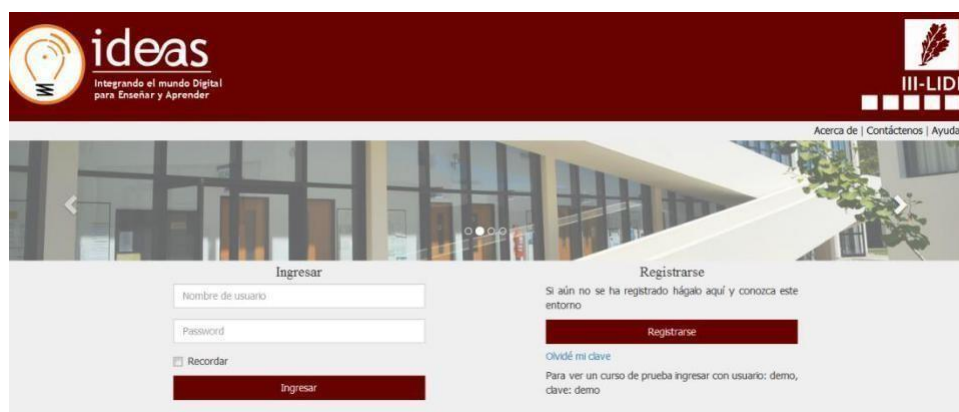 ideas
Integrando el mundo Digital
para Enseñar y Aprender
III-LIDI
Acerca de | Contáctenos | Ayuda
Ingresar
Nombre de usuario
Password
Recordar
Ingresar
Registrarse
Si aún no se ha registrado hágalo aquí y conozca este
entorno
Registrarse
Olvidé mi clave
Para ver un curso de prueba ingresar con usuario: demo,
clave: demo